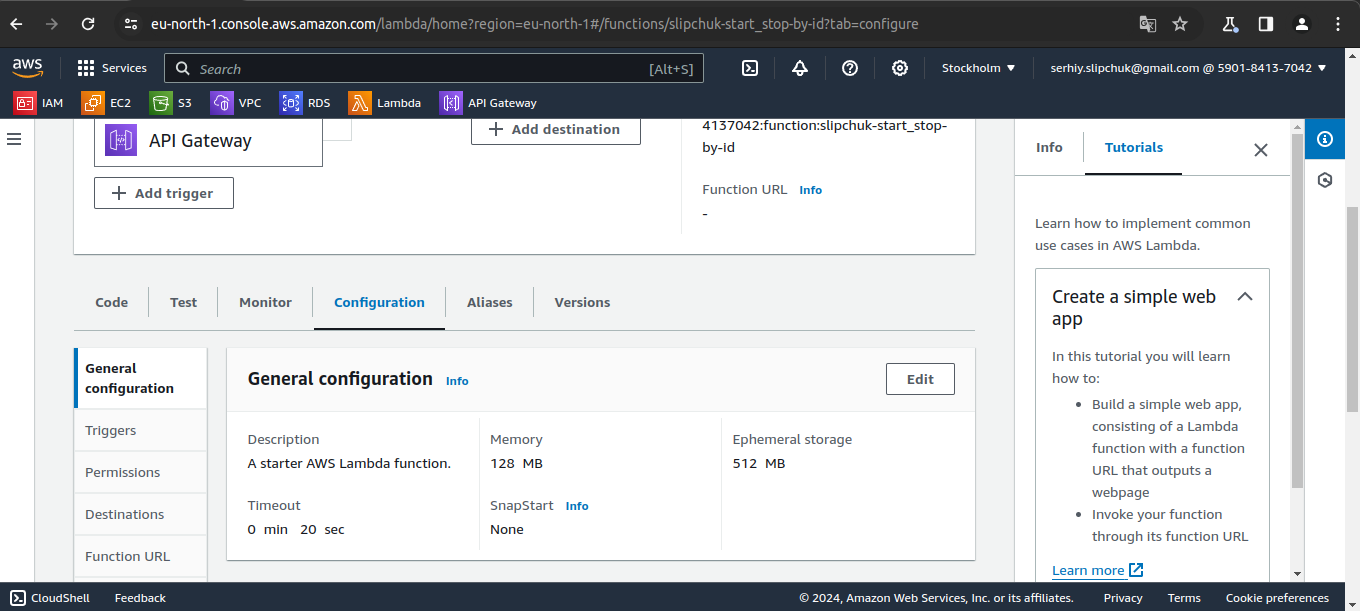 eu-north-1.console.aws.amazon.com/lambda/home?region=eu-north-1#/functions/slipchuk-start_stop-by-id?tab=configure
aws
Services
Search
[Alt+S]
Stockholm
serhiy.slipchuk@gmail.com @ 5901-8413-7042
IAM
EC2
S3
VPC
RDS
Lambda
API Gateway
API Gateway
Add trigger
Add destination
4137042:function:slipchuk-start_stop-
by-id
Function URL Info
-
Code
Test
Monitor
Configuration
Aliases
Versions
General
configuration
Triggers
Permissions
Destinations
Function URL
General configuration Info
Edit
Description
A starter AWS Lambda function.
Memory
128 MB
Ephemeral storage
512 MB
Timeout
0 min 20 sec
SnapStart Info
None
Info
Tutorials
Learn how to implement common
use cases in AWS Lambda.
Create a simple web
app
In this tutorial you will learn
how to:
Build a simple web app,
consisting of a Lambda
function with a function
URL that outputs a
webpage
Invoke your function
through its function URL
Learn more
CloudShell
Feedback
© 2024, Amazon Web Services, Inc. or its affiliates.
Privacy
Terms
Cookie preferences